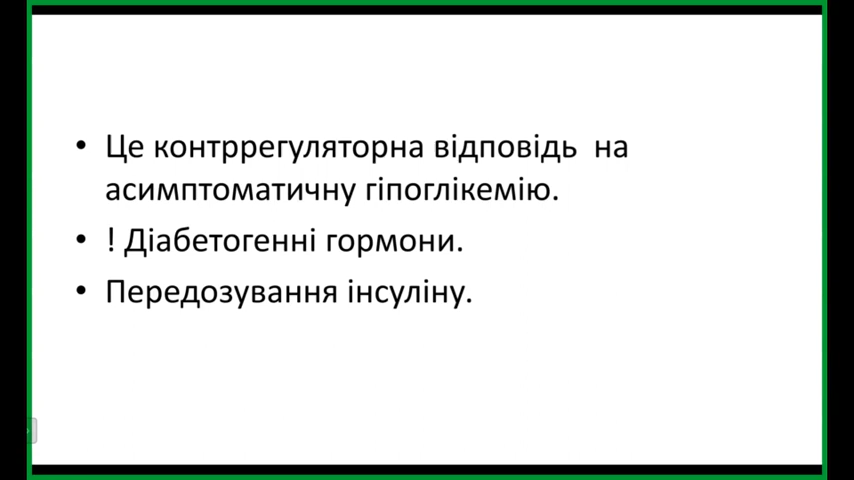 • Це контррегуляторна відповідь  на
асимптоматичну гіпоглікемію.
• ! Діабетогенні гормони.
• Передозування інсуліну.